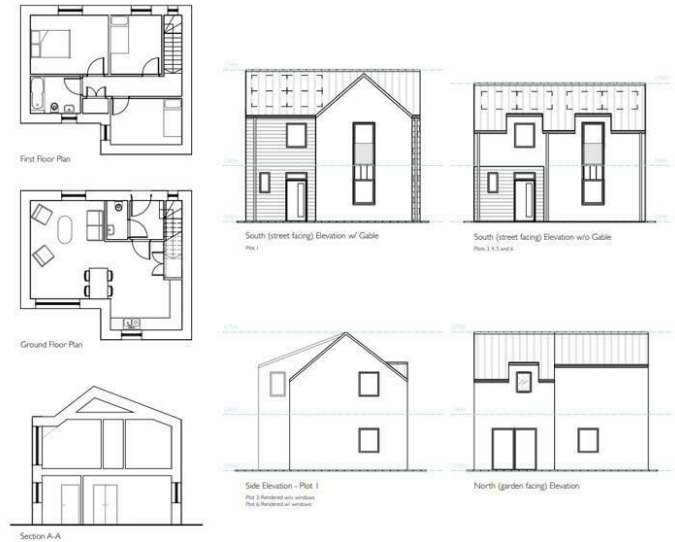 First Floor Plan
Ground Floor Plan
Section A-A
South (street facing) Elevation w/ Gable
Plot 1
South (street facing) Elevation w/o Gable
Plots 3, 4, 5 and 6
Side Elevation - Plot 1
Plot 3: Rendered w/o windows
Plot 6: Rendered w/ windows
North (garden facing) Elevation